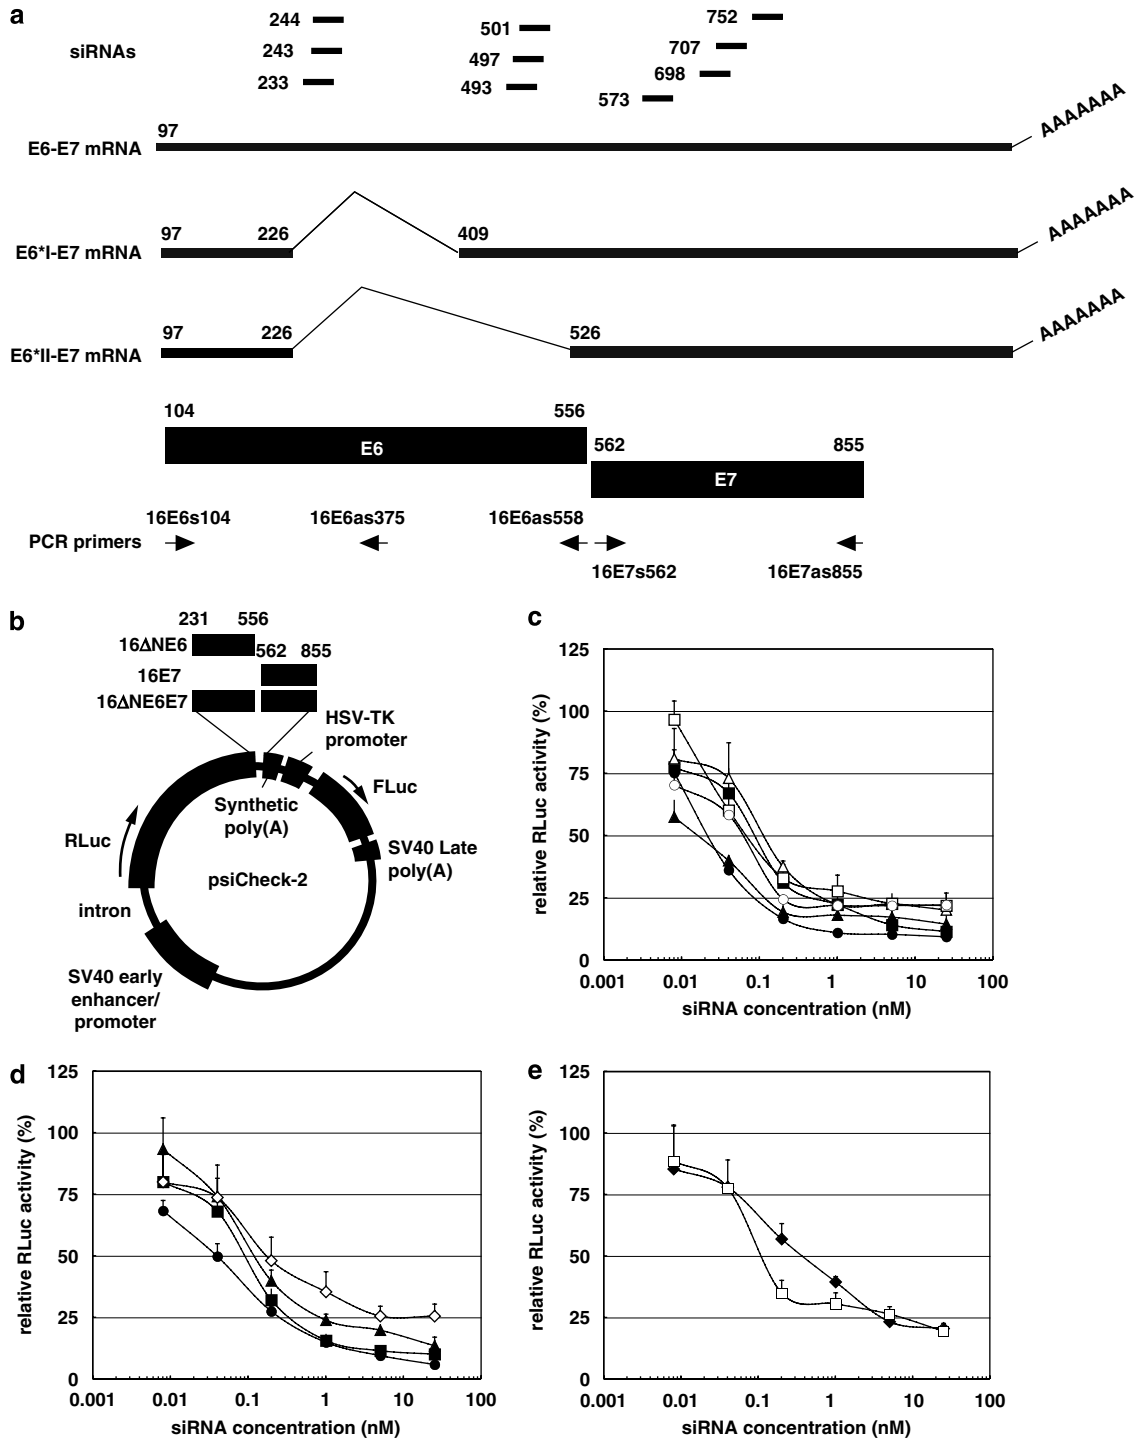 a
siRNAs
244
243
233
501
497
493
752
707
698
573
97
E6-E7 mRNA
AAAAAAA
97
226
409
E6*I-E7 mRNA
AAAAAAA
97
226
526
E6*II-E7 mRNA
AAAAAAA
104
556
E6
562
855
E7
16E6s104
16E6as375
16E6as558
PCR primers
16E7s562
16E7as855
b
231
556
16ΔNE6
562
855
16E7
16ΔNE6E7
HSV-TK
promoter
Synthetic
poly(A)
FLuc
RLuc
SV40 Late
poly(A)
psiCheck-2
intron
SV40 early
enhancer/
promoter
c
relative RLuc activity (%)
125
100
75
50
25
0
0.001
0.01
0.1
1
10
100
siRNA concentration (nM)
d
relative RLuc activity (%)
125
100
75
50
25
0
0.001
0.01
0.1
1
10
100
siRNA concentration (nM)
e
relative RLuc activity (%)
125
100
75
50
25
0
0.001
0.01
0.1
1
10
100
siRNA concentration (nM)